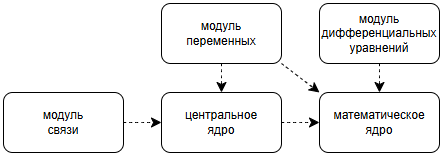 модуль
переменных
модуль
дифференциальных
уравнений
модуль
связи
центральное
ядро
математическое
ядро